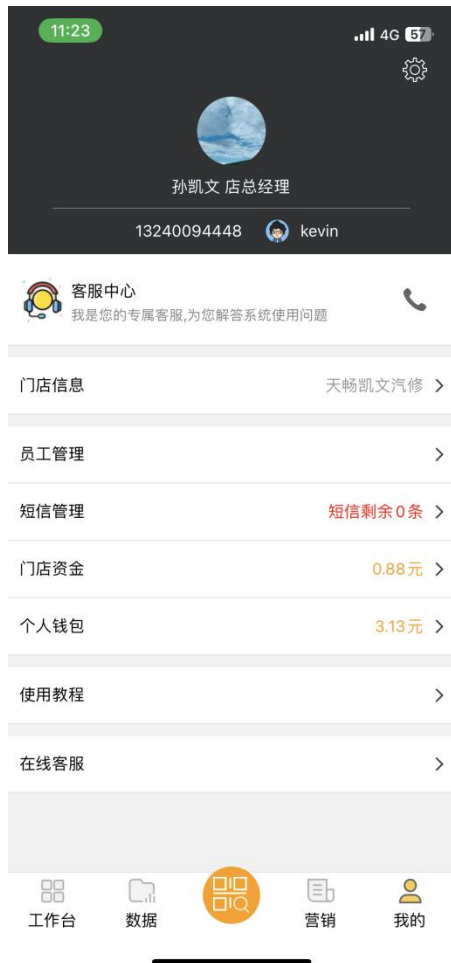 11:23
4G 57
孙凯文 店总经理
13240094448 kevin
客服中心
我是您的专属客服,为您解答系统使用问题
门店信息 天畅凯文汽修
员工管理
短信管理 短信剩余0条
门店资金 0.88元
个人钱包 3.13元
使用教程
在线客服
工作台 数据 营销 我的